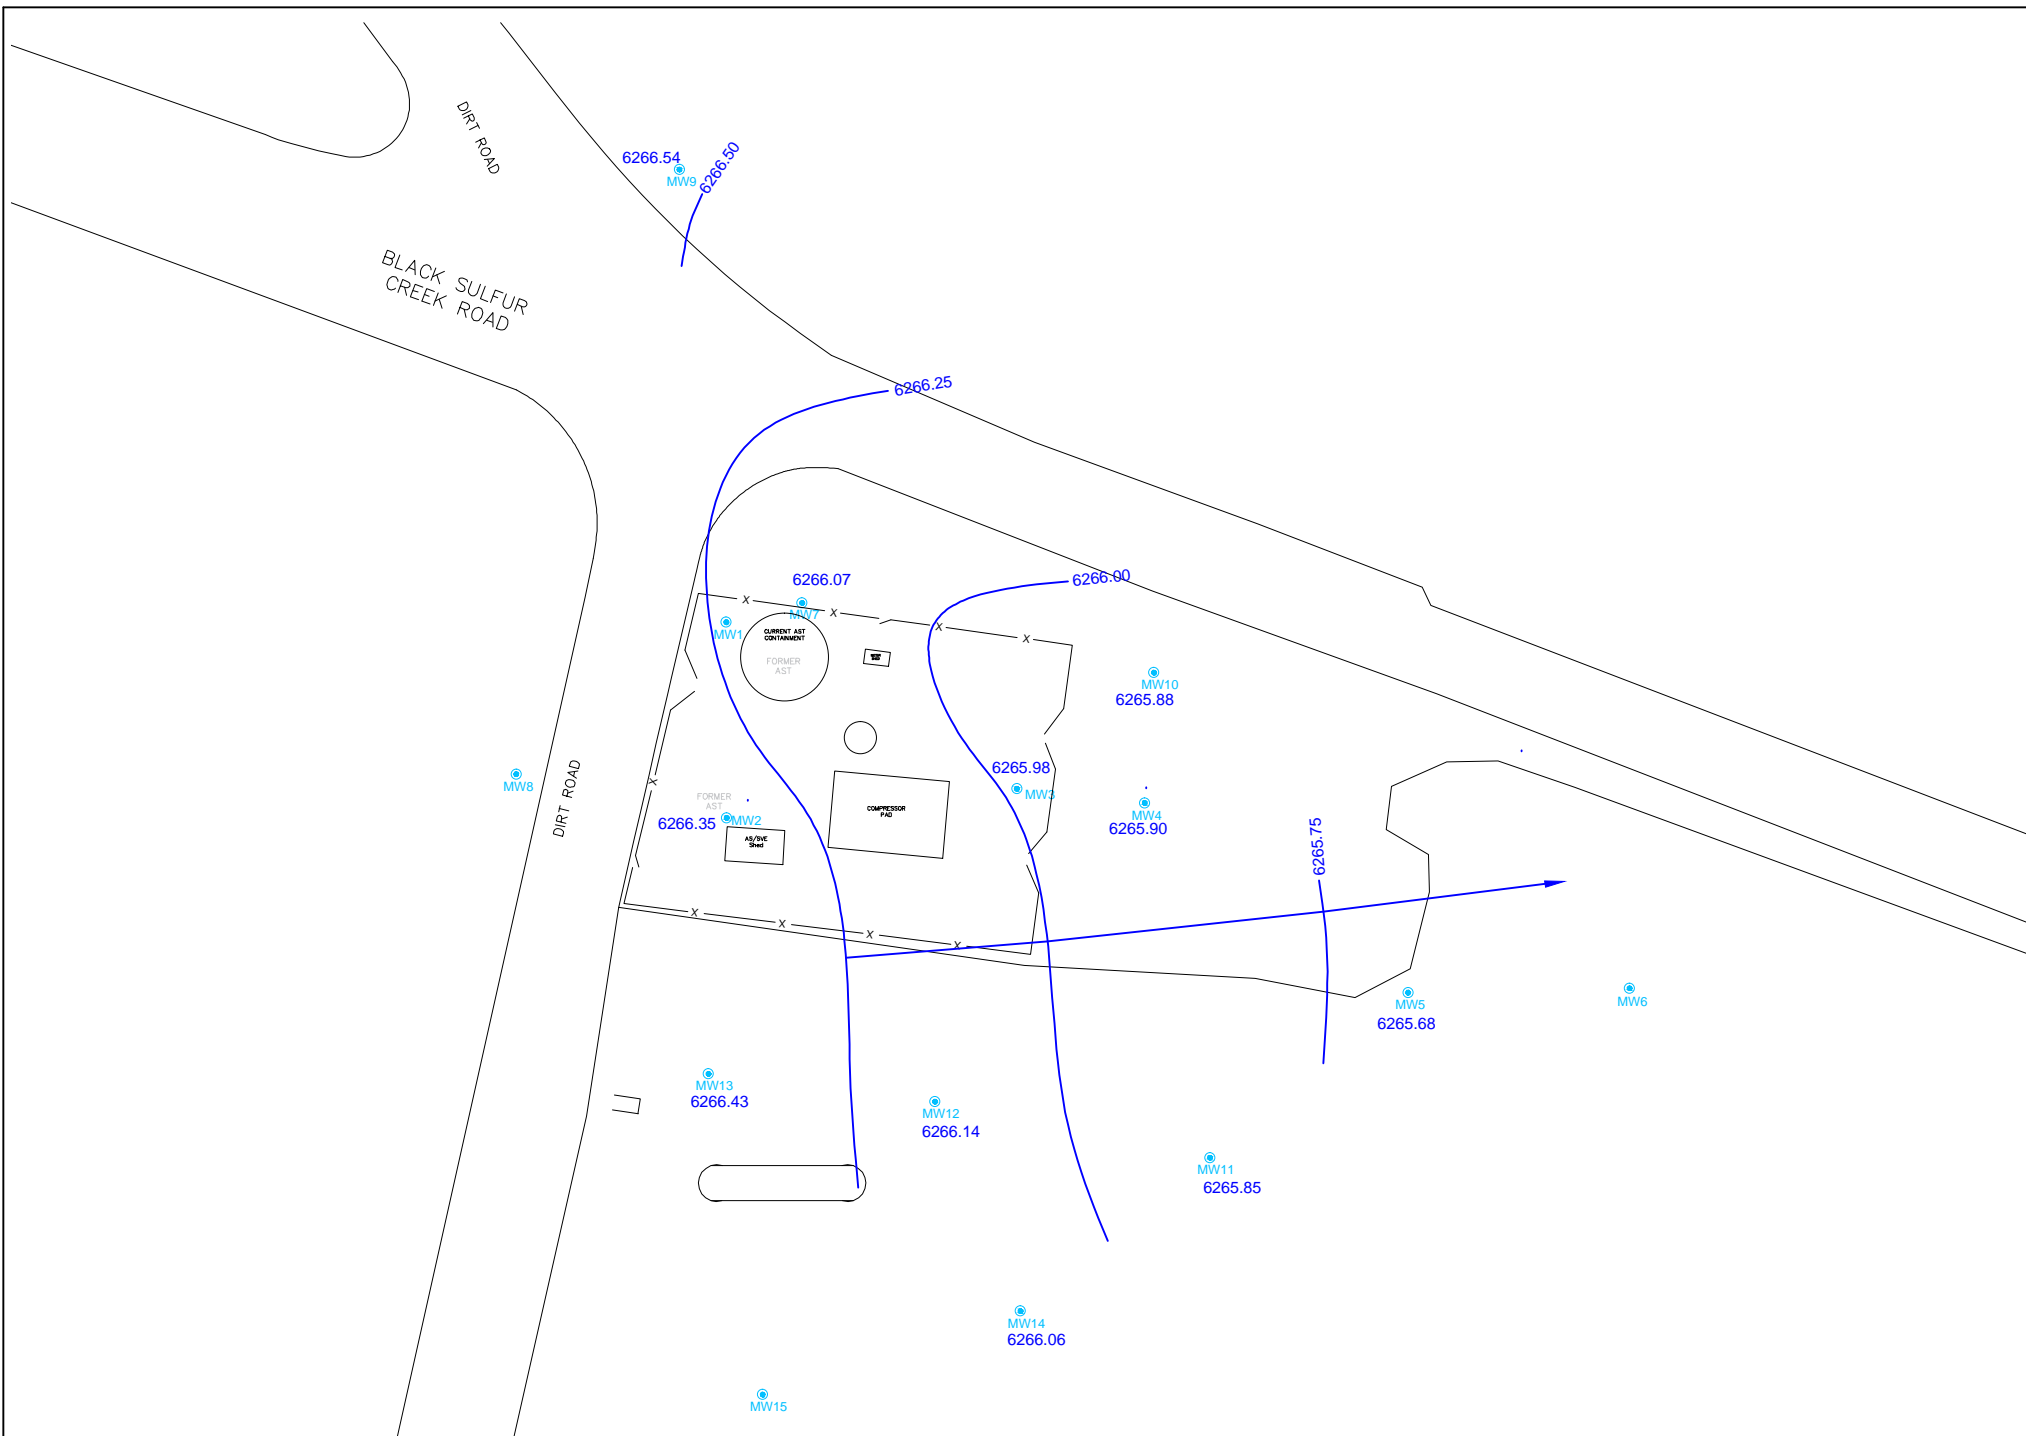 DIRT ROAD
6266.54
MW9
6266.50
BLACK SULFUR
CREEK ROAD
6266.25
6266.07
MW7
MW1
CURRENT AST
CONTAINMENT
FORMER
AST
6266.00
X
X
X
X
MW10
6265.88
MW8
DIRT ROAD
X
FORMER
AST
6266.35
MW2
AS/SVE
Shed
COMPRESSOR
PAD
6265.98
MW3
MW4
6265.90
6265.75
X
X
X
X
MW5
6265.68
MW6
MW13
6266.43
MW12
6266.14
MW11
6265.85
MW14
6266.06
MW15